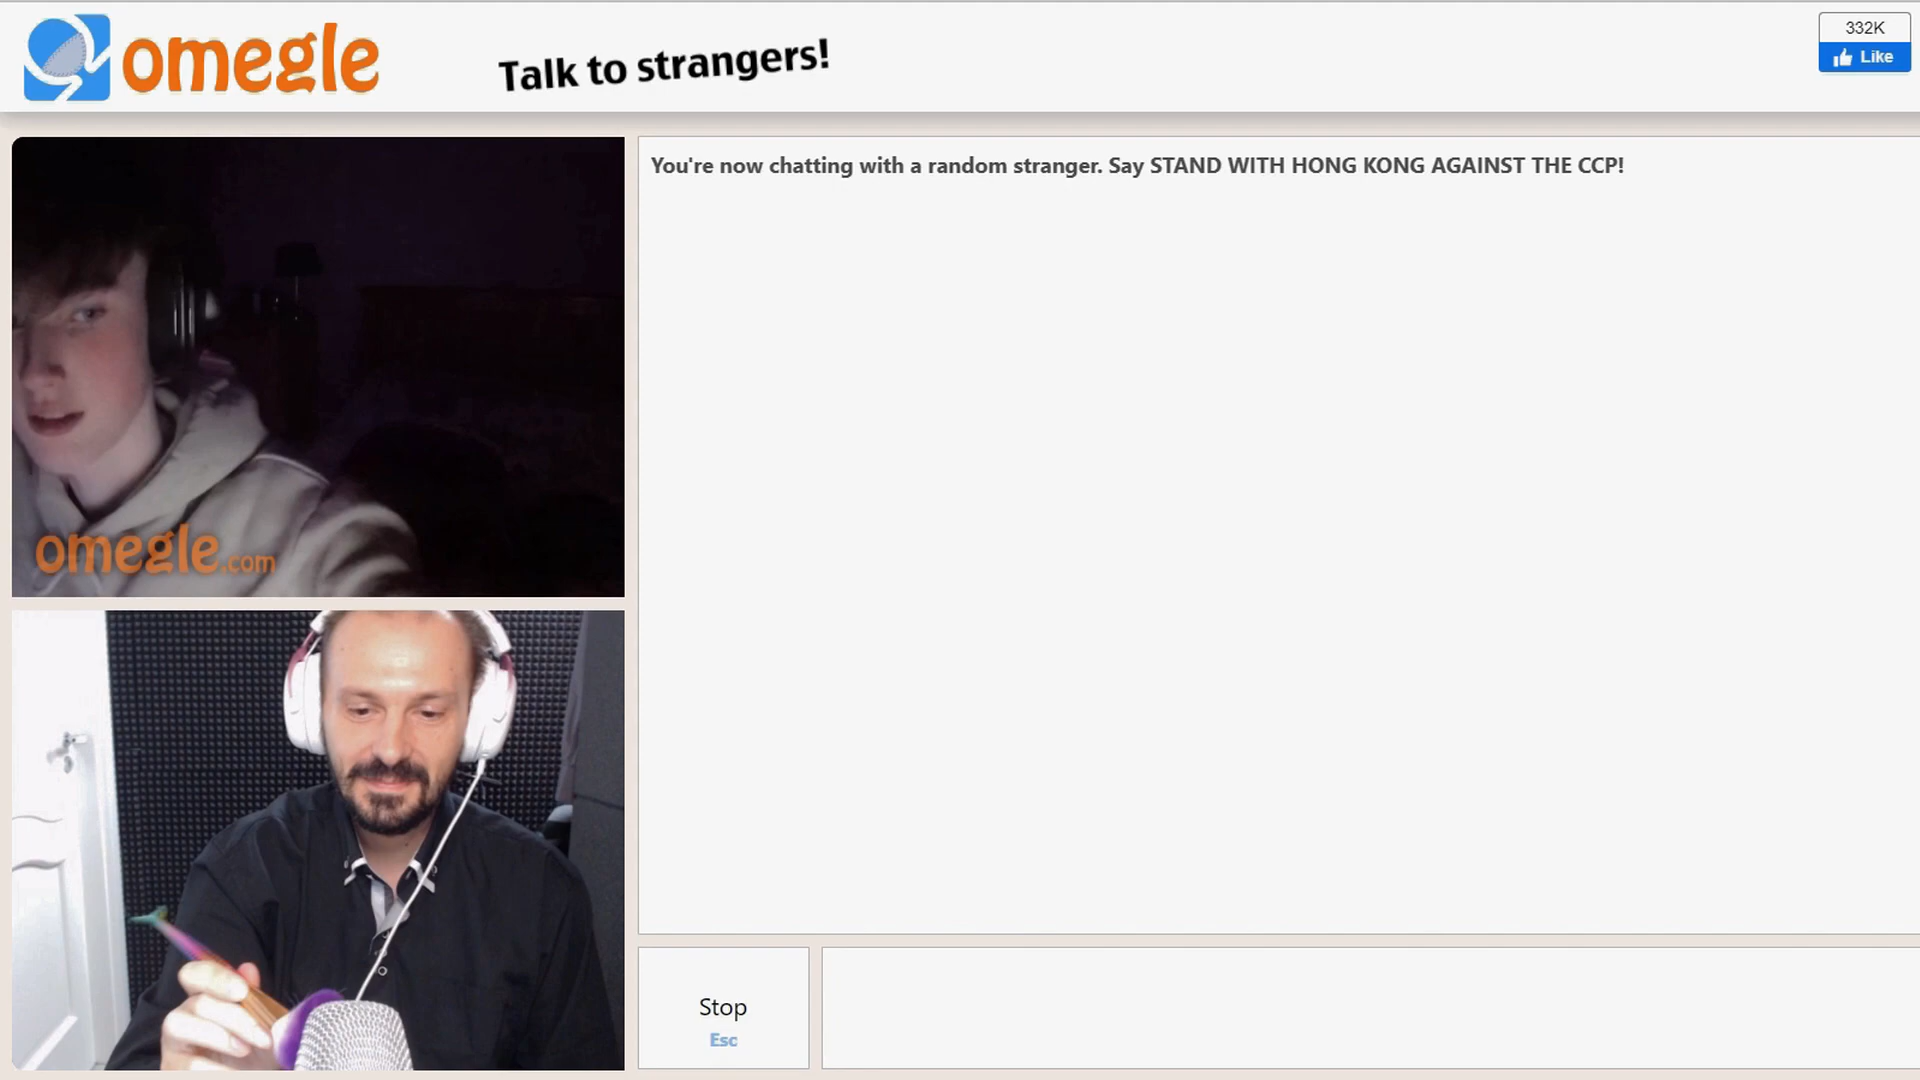 omegle
Talk to strangers!
332K
Like
You're now chatting with a random stranger. Say STAND WITH HONG KONG AGAINST THE CCP!
omegle.com
Stop
Esc